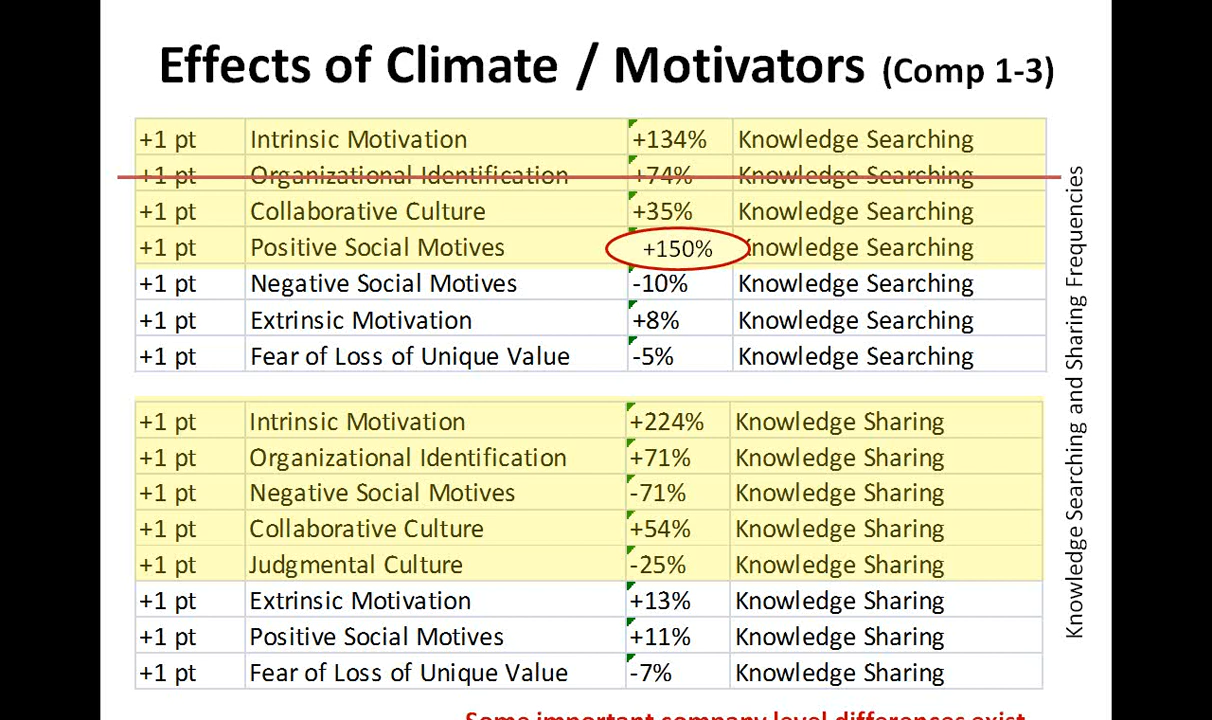 Effects of Climate / Motivators (Comp 1-3)
+1 pt Intrinsic Motivation +134% Knowledge Searching
+1 pt Organizational Identification +74% Knowledge Searching
+1 pt Collaborative Culture +35% Knowledge Searching
+1 pt Positive Social Motives +150% Knowledge Searching
+1 pt Negative Social Motives -10% Knowledge Searching
+1 pt Extrinsic Motivation +8% Knowledge Searching
+1 pt Fear of Loss of Unique Value -5% Knowledge Searching
+1 pt Intrinsic Motivation +224% Knowledge Sharing
+1 pt Organizational Identification +71% Knowledge Sharing
+1 pt Negative Social Motives -71% Knowledge Sharing
+1 pt Collaborative Culture +54% Knowledge Sharing
+1 pt Judgmental Culture -25% Knowledge Sharing
+1 pt Extrinsic Motivation +13% Knowledge Sharing
+1 pt Positive Social Motives +11% Knowledge Sharing
+1 pt Fear of Loss of Unique Value -7% Knowledge Sharing
Knowledge Searching and Sharing Frequencies
Some important company level differences exist